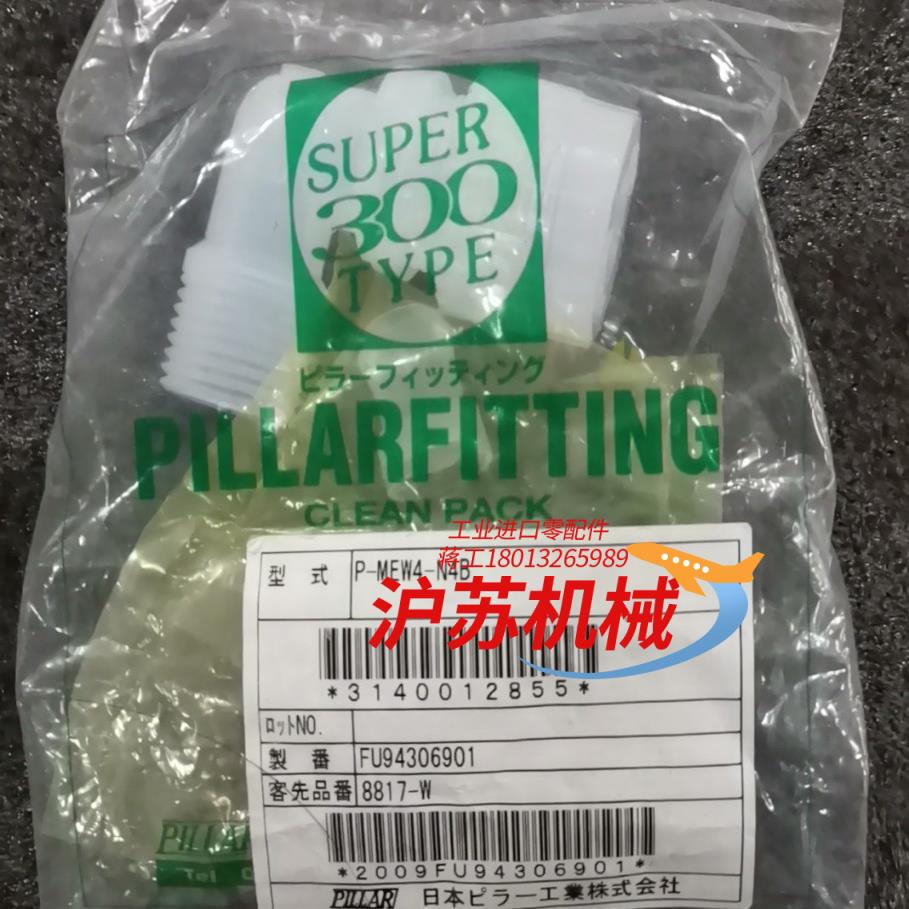 SUPER
300
TYPE
ピラーフィッティング
PILLARFITTING
CLEAN PACK
工业进口零配件
蒋工18013265989
型 式 P-MEW4-N4B
沪苏机械
*3140012855*
ロットNO.
製 番 FU94306901
客先品番 8817-W
*2009FU94306901*
PILLAR
Tel
PILLAR 日本ピラー工業株式会社